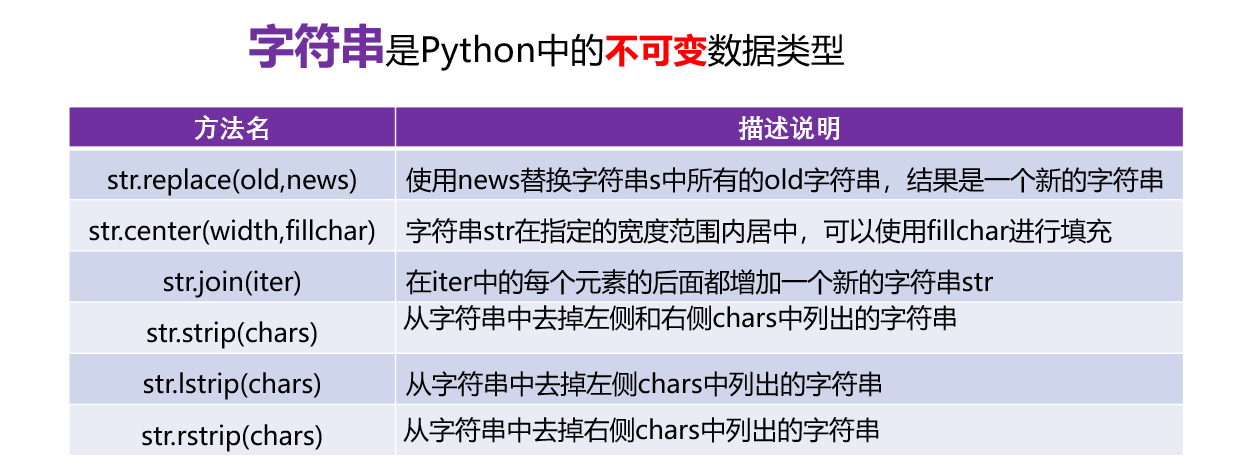 字符串是Python中的不可变数据类型
方法名 描述说明
str.replace(old,news) 使用news替换字符串s中所有的old字符串，结果是一个新的字符串
str.center(width,fillchar) 字符串str在指定的宽度范围内居中，可以使用fillchar进行填充
str.join(iter) 在iter中的每个元素的后面都增加一个新的字符串str
str.strip(chars) 从字符串中去掉左侧和右侧chars中列出的字符串
str.lstrip(chars) 从字符串中去掉左侧chars中列出的字符串
str.rstrip(chars) 从字符串中去掉右侧chars中列出的字符串